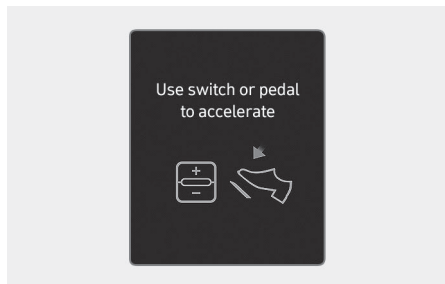 Use switch or pedal
to accelerate
+
−